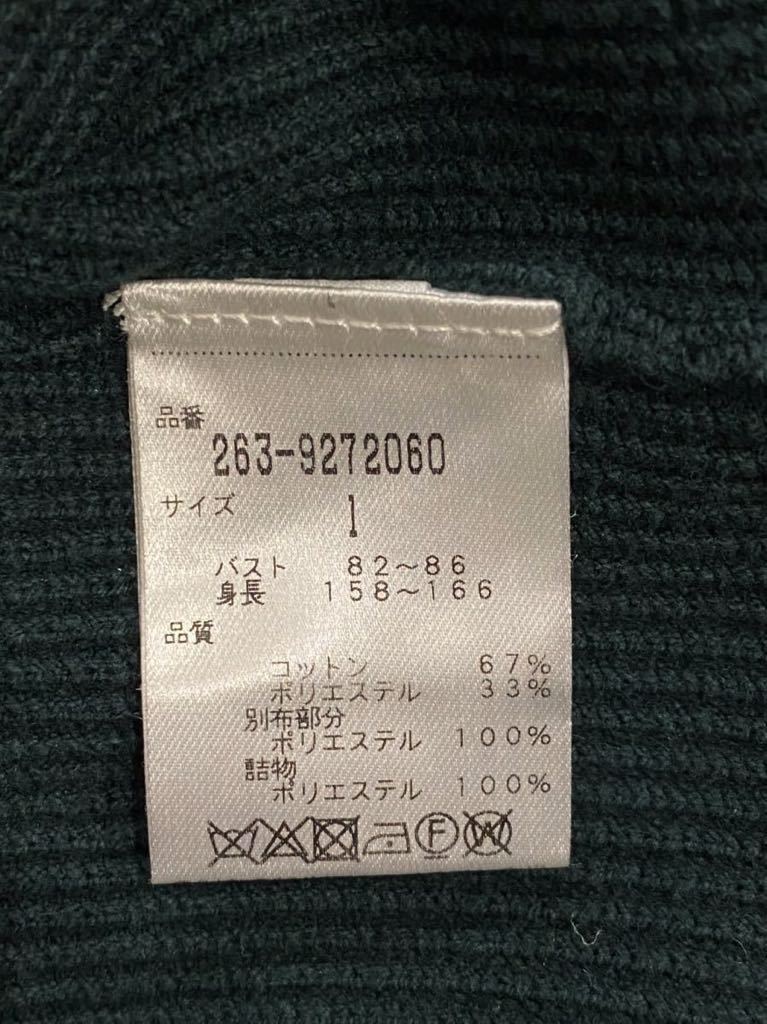 品番
263-9272060
サイズ
1
バスト 82～86
身長 158～166
品質
コットン 67%
ポリエステル 33%
別布部分
ポリエステル 100%
詰物
ポリエステル 100%
F W